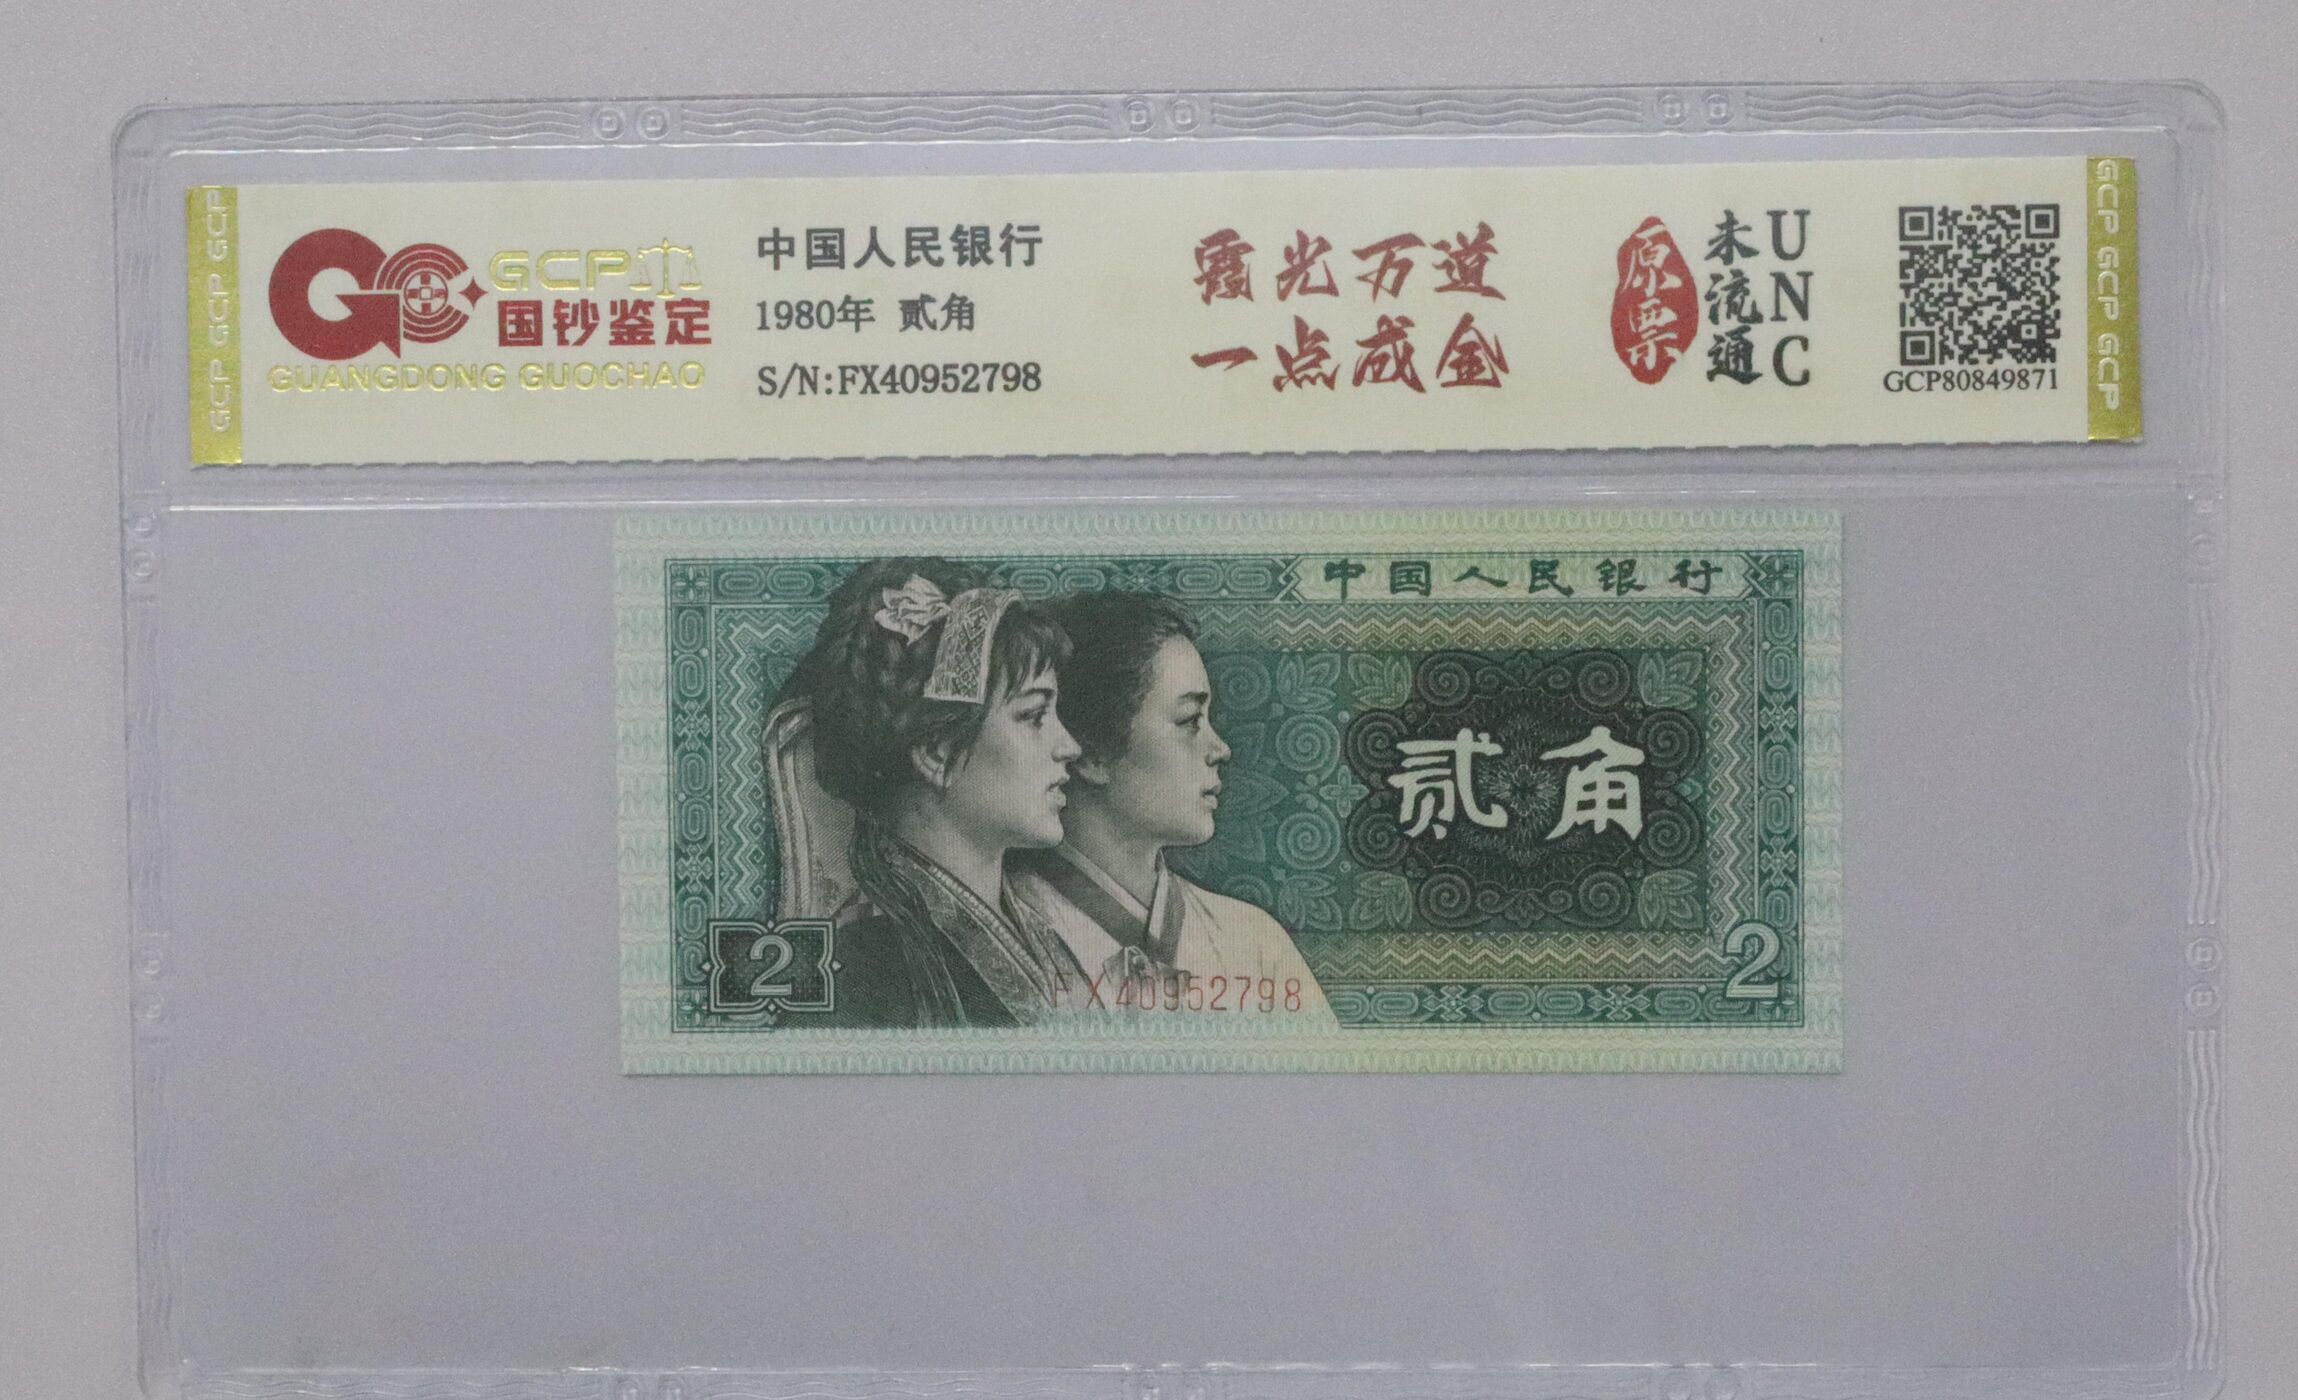 GCP
国钞鉴定
GUANGDONG GUOCHAO
中国人民银行
1980年 贰角
S/N:FX40952798
霞光万道
一点成金
原票
未流通
UNC
GCP80849871
GCP GCP GCP
GCP GCP GCP
中国人民银行
贰角
2
2
FX40952798